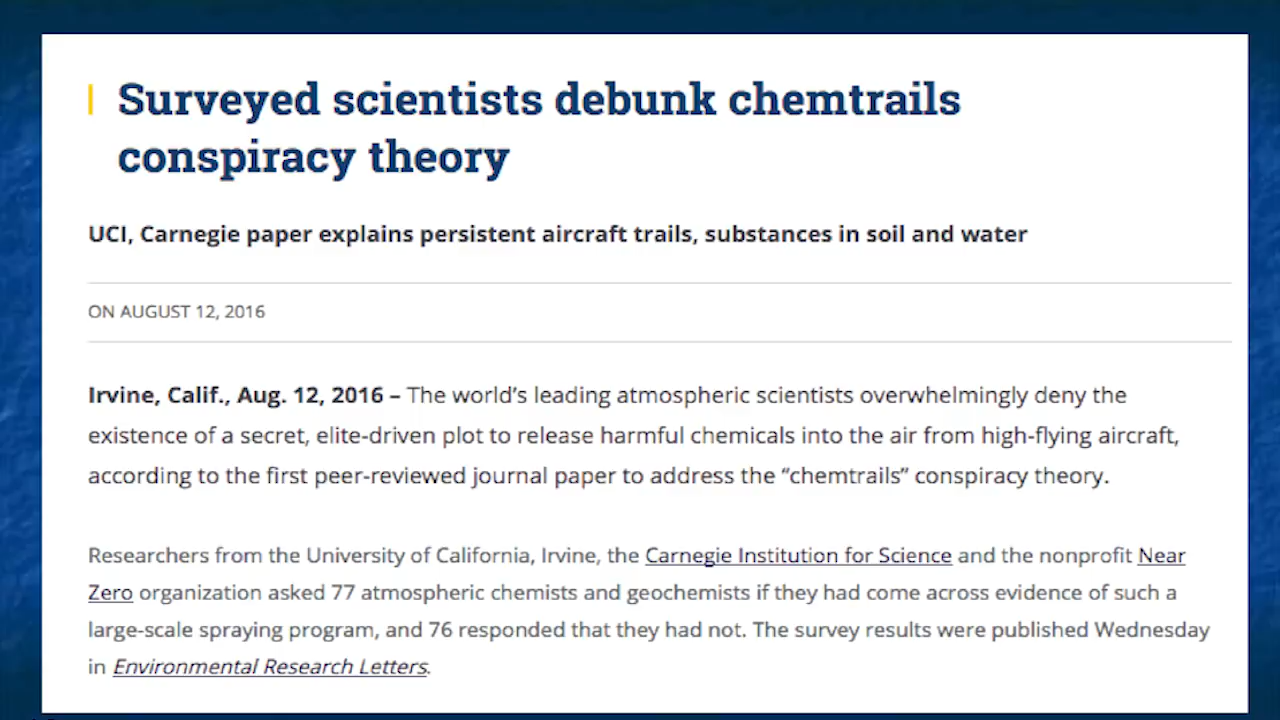 Surveyed scientists debunk chemtrails
conspiracy theory
UCI, Carnegie paper explains persistent aircraft trails, substances in soil and water
ON AUGUST 12, 2016
Irvine, Calif., Aug. 12, 2016 – The world’s leading atmospheric scientists overwhelmingly deny the
existence of a secret, elite-driven plot to release harmful chemicals into the air from high-flying aircraft,
according to the first peer-reviewed journal paper to address the “chemtrails” conspiracy theory.
Researchers from the University of California, Irvine, the Carnegie Institution for Science and the nonprofit Near
Zero organization asked 77 atmospheric chemists and geochemists if they had come across evidence of such a
large-scale spraying program, and 76 responded that they had not. The survey results were published Wednesday
in Environmental Research Letters.